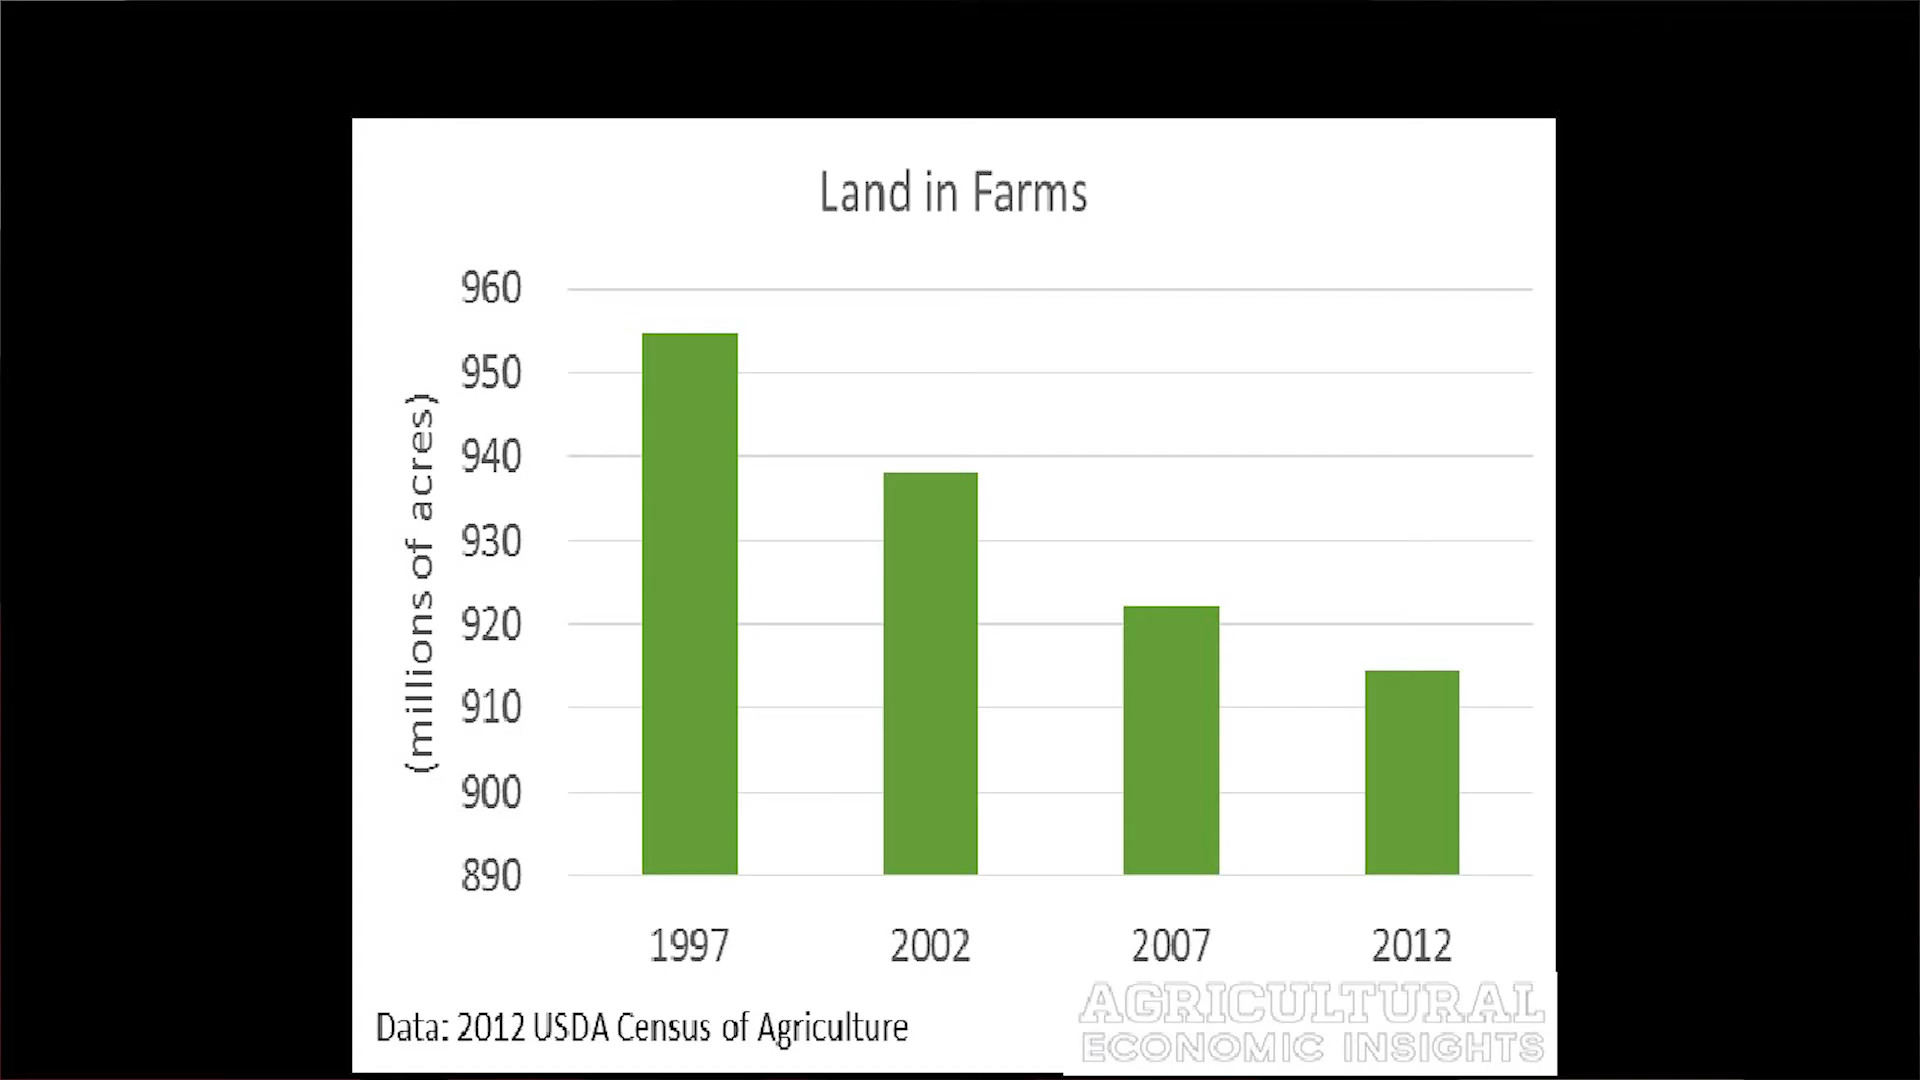 Land in Farms
960
950
940
930
920
910
900
890
(millions of acres)
1997 2002 2007 2012
Data: 2012 USDA Census of Agriculture
AGRICULTURAL
ECONOMIC INSIGHTS